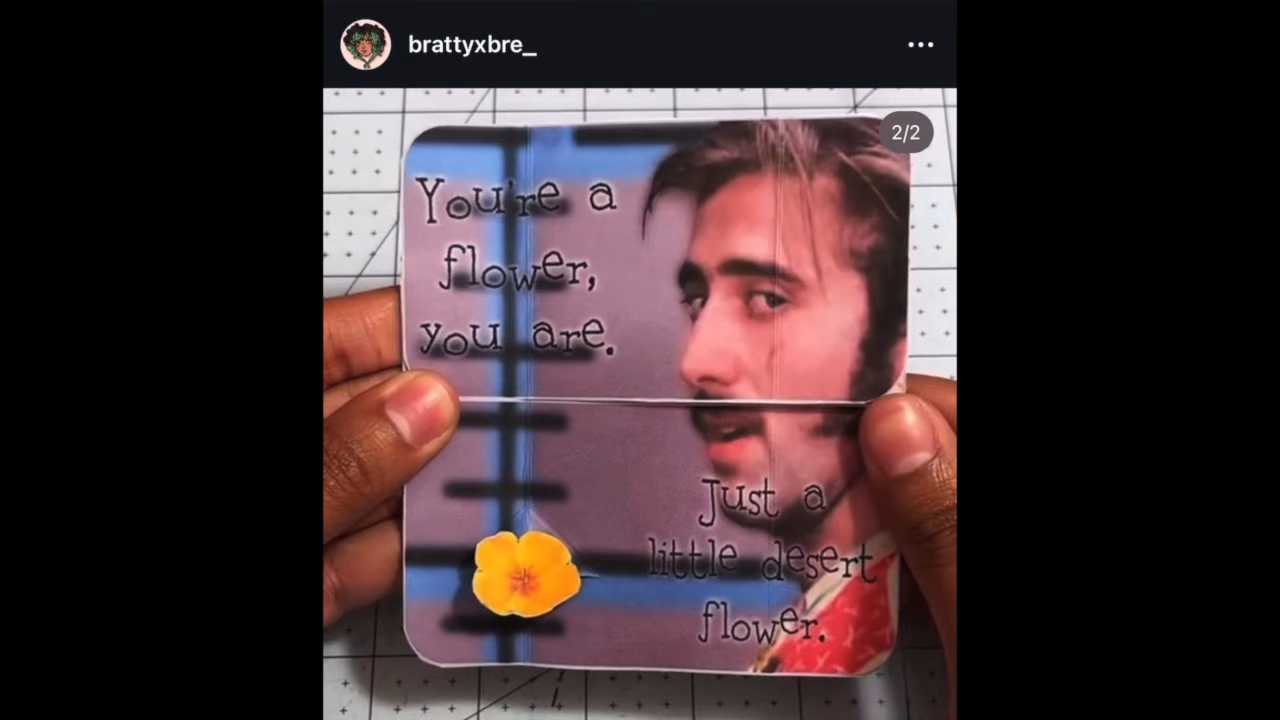 brattyxbre_
2/2
You're a
flower,
you are.
Just a
little desert
flower.